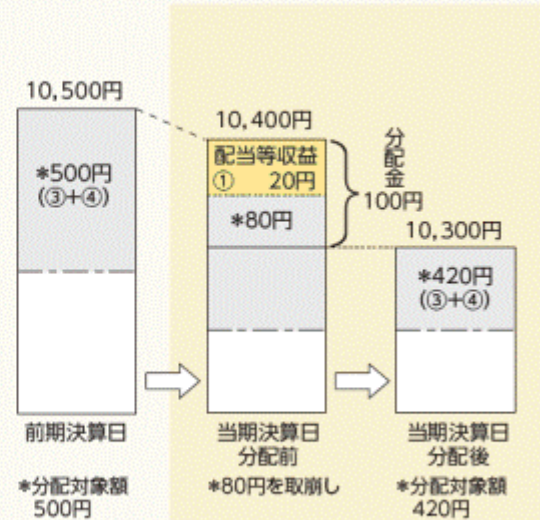 10,500円
*500円
(③+④)
前期決算日
*分配対象額
500円
10,400円
配当等収益
① 20円
*80円
分配金
100円
当期決算日
分配前
*80円を取崩し
10,300円
*420円
(③+④)
当期決算日
分配後
*分配対象額
420円